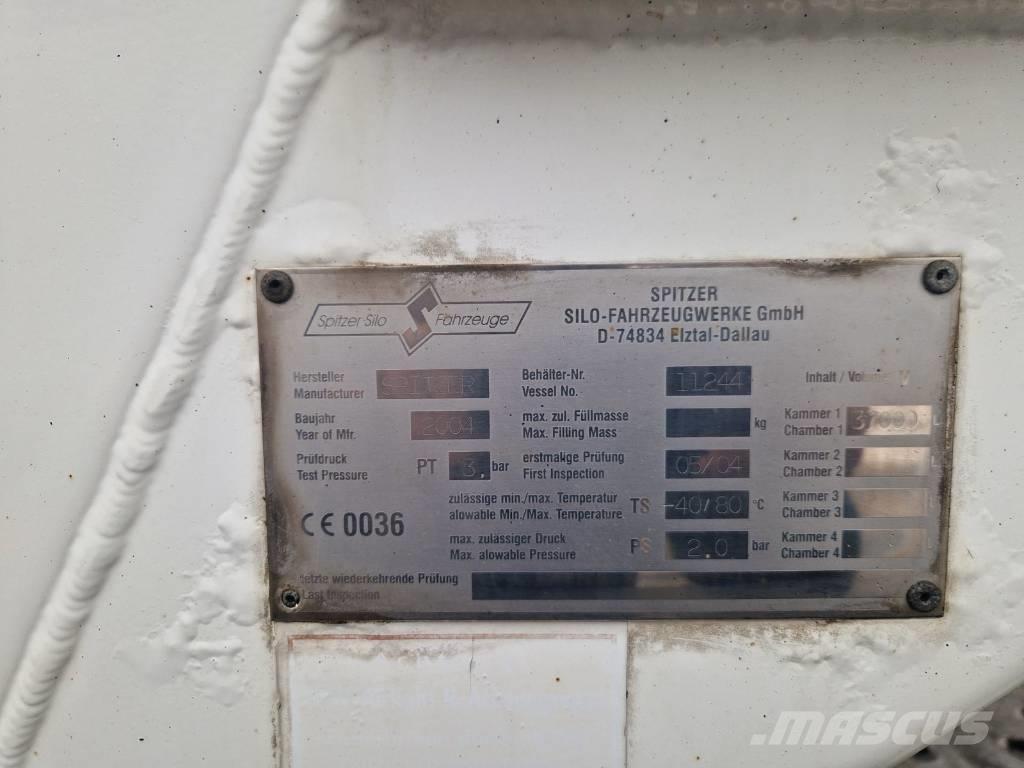 Spitzer Silo S Fahrzeuge
SPITZER
SILO-FAHRZEUGWERKE GmbH
D-74834 Elztal-Dallau
Hersteller
Manufacturer SPITZER
Behälter-Nr.
Vessel No. 11244
Inhalt / Volume V
Baujahr
Year of Mfr. 2004
max. zul. Füllmasse
Max. Filling Mass kg
Kammer 1
Chamber 1 L
Prüfdruck
Test Pressure PT 3. bar
erstmakge Prüfung
First Inspection 05/04
Kammer 2
Chamber 2 L
CE 0036
zulässige min./max. Temperatur
alowable Min./Max. Temperature TS -40/80 °C
Kammer 3
Chamber 3 L
max. zulässiger Druck
Max. alowable Pressure PS 2.0 bar
Kammer 4
Chamber 4 L
letzte wiederkehrende Prüfung
Last Inspection
MASCUS